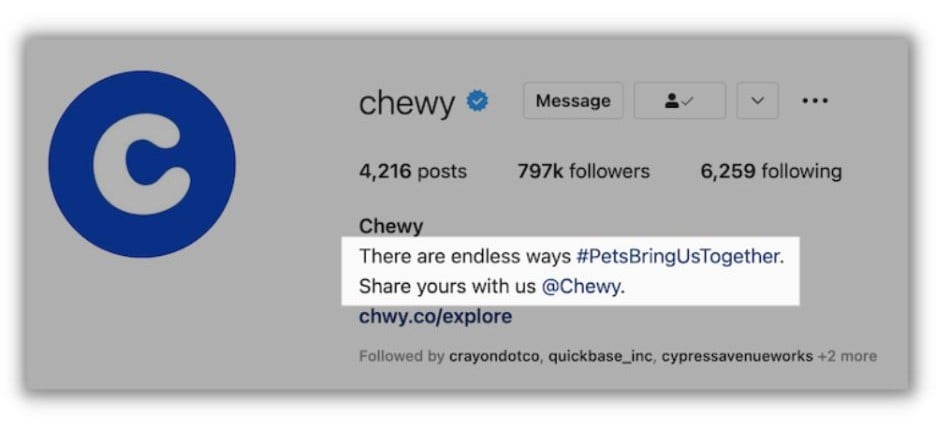 C
chewy Message
4,216 posts 797k followers 6,259 following
Chewy
There are endless ways #PetsBringUsTogether.
Share yours with us @Chewy.
chwy.co/explore
Followed by crayondotco, quickbase_inc, cypressavenueworks +2 more